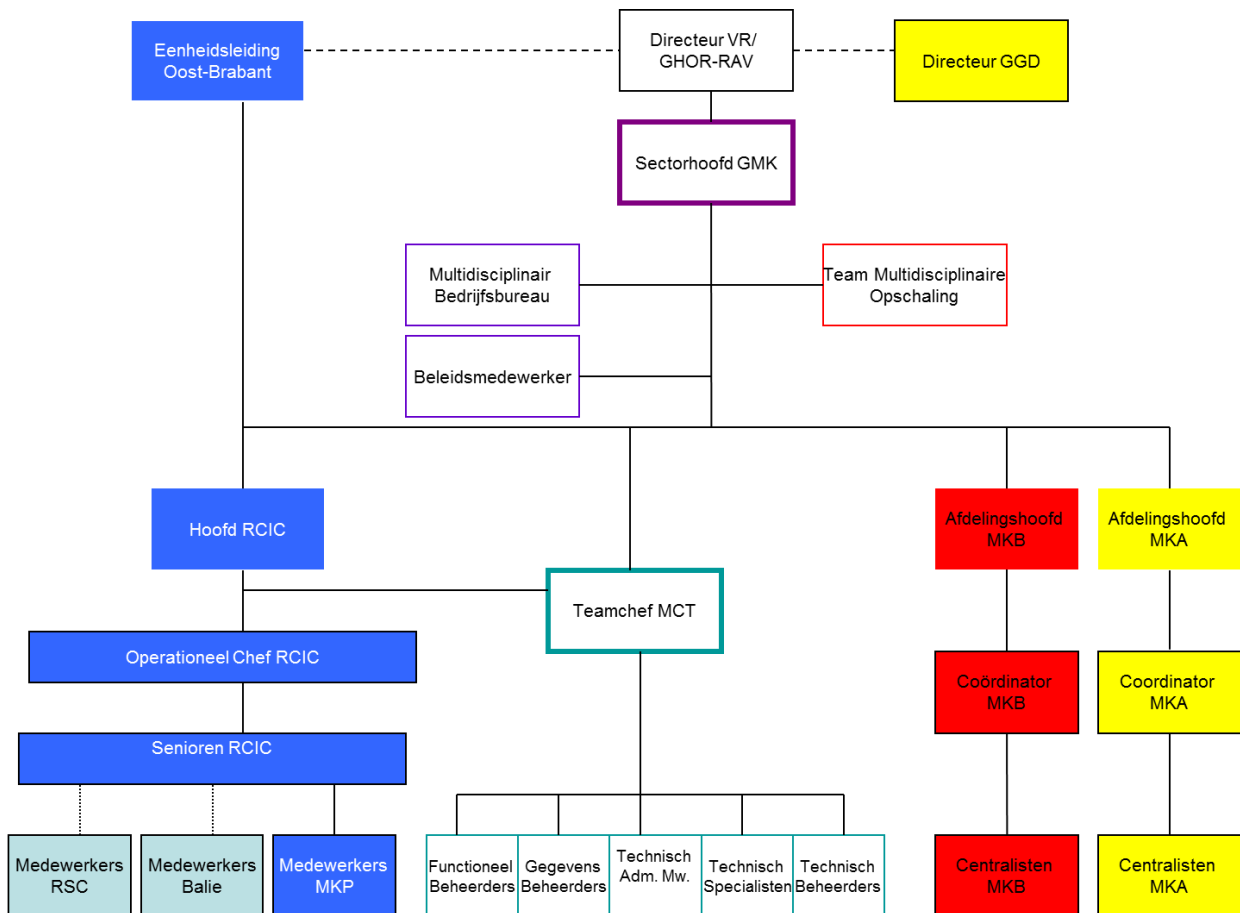 Eenheidsleiding
Oost-Brabant
Directeur VR/
GHOR-RAV
Directeur GGD
Sectorhoofd GMK
Multidisciplinair
Bedrijfsbureau
Team Multidisciplinaire
Opschaling
Beleidsmedewerker
Hoofd RCIC
Afdelingshoofd
MKB
Afdelingshoofd
MKA
Teamchef MCT
Operationeel Chef RCIC
Coördinator
MKB
Coordinator
MKA
Senioren RCIC
Medewerkers
RSC
Medewerkers
Balie
Medewerkers
MKP
Functioneel
Beheerders
Gegevens
Beheerders
Technisch
Adm. Mw.
Technisch
Specialisten
Technisch
Beheerders
Centralisten
MKB
Centralisten
MKA